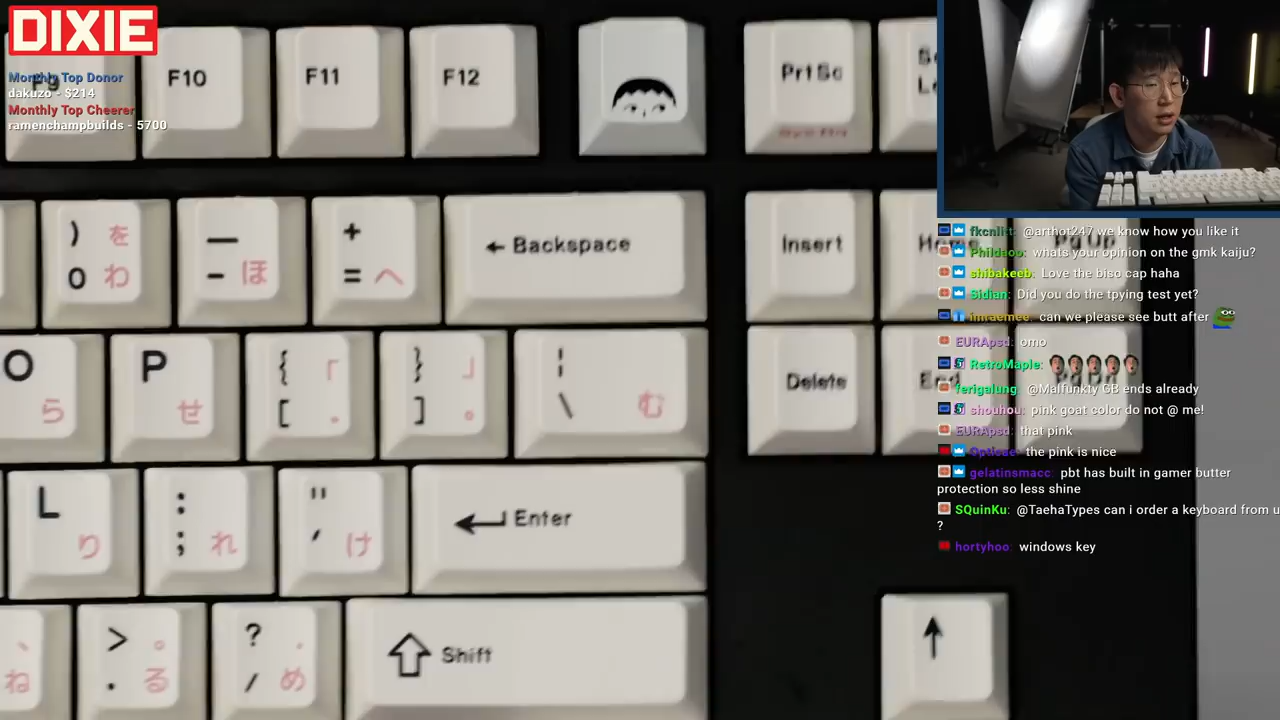 DIXIE
Monthly Top Donor
dakuzo - $214
Monthly Top Cheerer
ramenchampbuilds - 5700
F9
F10
F11
F12
PrtSc
)
を
0
わ
—
-
ほ
+
=
へ
← Backspace
Insert
Home
PgUp
O
ら
P
せ
{
「
[
゜
}
」
]
。
¦
\
む
Delete
End
L
り
:
;
れ
"
'
け
Enter
、
ね
>
。
.
る
?
・
/
め
Shift
↑
fkcnlist: @arthot247 we know how you like it
Phildaoo: whats your opinion on the gmk kaiju?
shibakeeb: Love the biso cap haha
Sidian: Did you do the tpying test yet?
imraemee: can we please see butt after
EURApsd: omo
RetroMaple:
ferigalung: @Malfunkty GB ends already
shouhou: pink goat color do not @ me!
EURApsd: that pink
Opticae: the pink is nice
gelatinsmacc: pbt has built in gamer butter
protection so less shine
SQuinKu: @TaehaTypes can i order a keyboard from u
?
hortyhoo: windows key